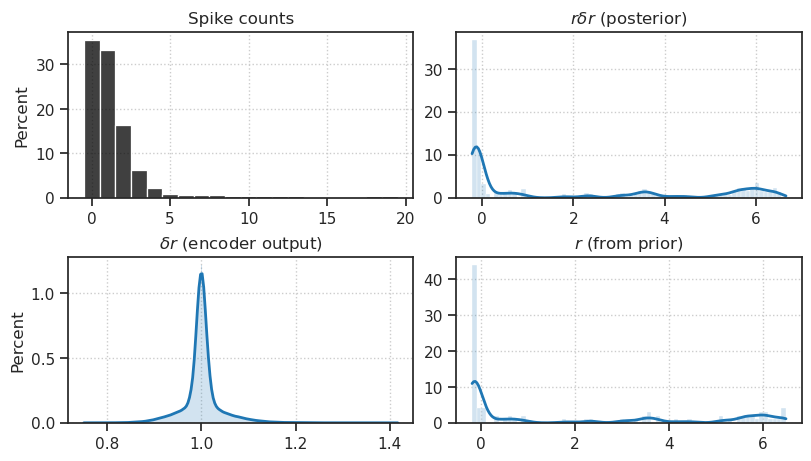 Spike counts
Percent
30
20
10
0
0 5 10 15 20
rδr (posterior)
30
20
10
0
0 2 4 6
δr (encoder output)
Percent
1.0
0.5
0.0
0.8 1.0 1.2 1.4
r (from prior)
40
30
20
10
0
0 2 4 6